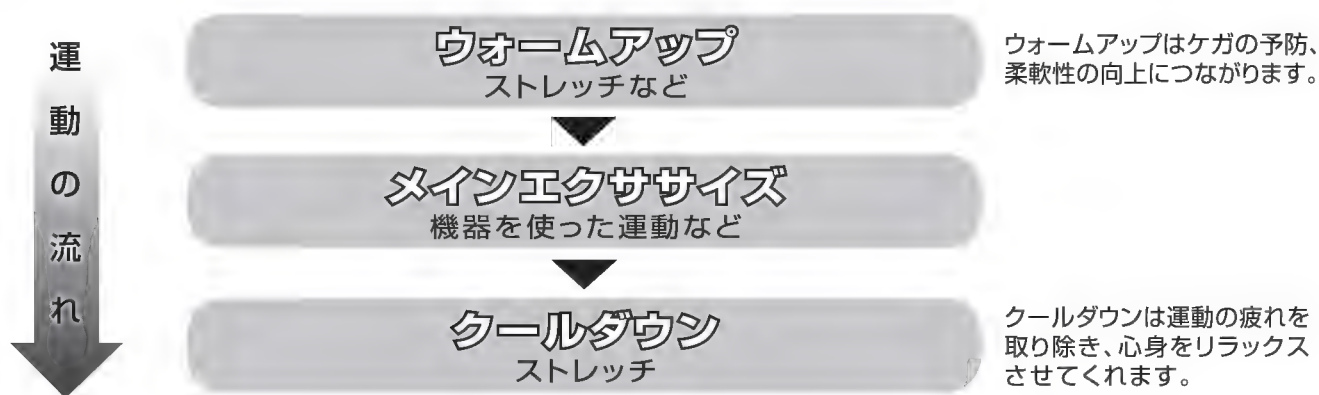 運動の流れ
ウォームアップ
ストレッチなど
ウォームアップはケガの予防、
柔軟性の向上につながります。
メインエクササイズ
機器を使った運動など
クールダウン
ストレッチ
クールダウンは運動の疲れを
取り除き、心身をリラックス
させてくれます。